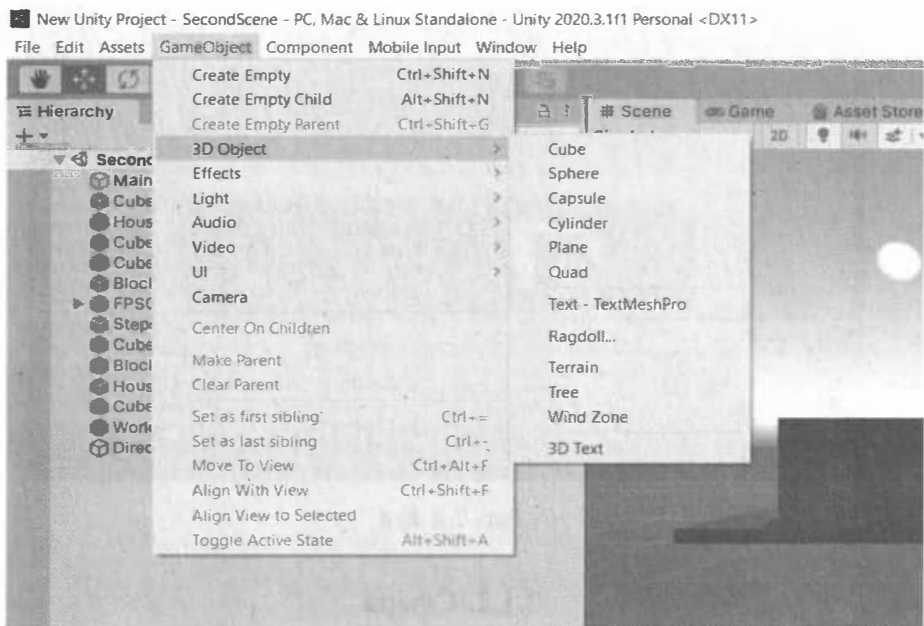 New Unity Project - SecondScene - PC, Mac & Linux Standalone - Unity 2020.3.1f1 Personal <DX11>
File Edit Assets GameObject Component Mobile Input Window Help
Hierarchy
# Scene Game Asset Store
2D
Create Empty Ctrl+Shift+N
Create Empty Child Alt+Shift+N
Create Empty Parent Ctrl+Shift+G
3D Object
Effects
Light
Audio
Video
UI
Camera
Center On Children
Make Parent
Clear Parent
Set as first sibling Ctrl+=
Set as last sibling Ctrl+-
Move To View Ctrl+Alt+F
Align With View Ctrl+Shift+F
Align View to Selected
Toggle Active State Alt+Shift+A
Cube
Sphere
Capsule
Cylinder
Plane
Quad
Text - TextMeshPro
Ragdoll...
Terrain
Tree
Wind Zone
3D Text
Second
Main
Cube
Hous
Cube
Cube
Block
FPSC
Step
Cube
Block
Hous
Cube
Work
Direc